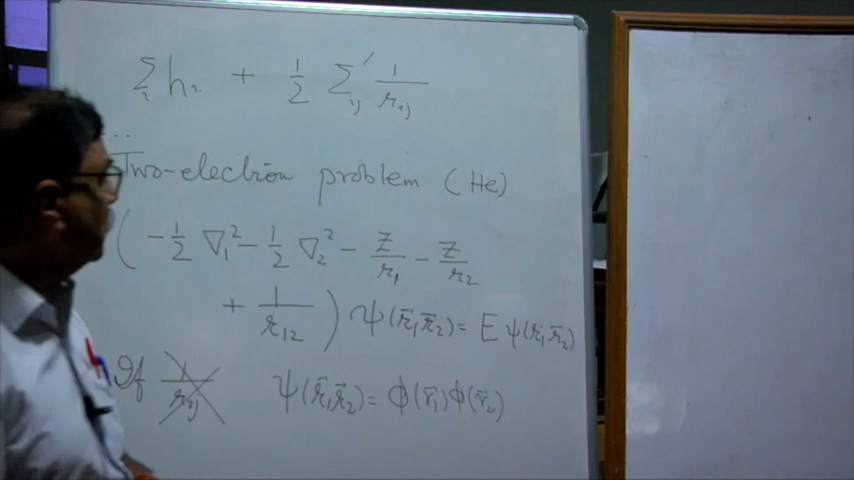 ∑ᵢ hᵢ + 1/2 ∑'ᵢⱼ 1/rᵢⱼ
Two-electron problem (He)
( -1/2 ∇₁² - 1/2 ∇₂² - Z/r₁ - Z/r₂
+ 1/r₁₂ ) ψ(r̄₁ r̄₂) = E ψ(r̄₁ r̄₂)
If 1/rᵢⱼ ψ(r̄₁ r̄₂) = ϕ(r̄₁) ϕ(r̄₂)